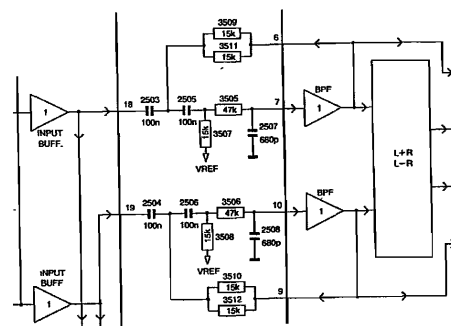 3509
15k
3511
15k
6
2503
100n
2505
100n
3505
47k
7
BPF
1
18
1
INPUT
BUFF.
15k
3507
VREF
2507
680p
L+R
L-R
19
2504
100n
2506
100n
3506
47k
10
BPF
1
15k
3508
VREF
2508
680p
INPUT
BUFF
1
3510
15k
3512
15k
9